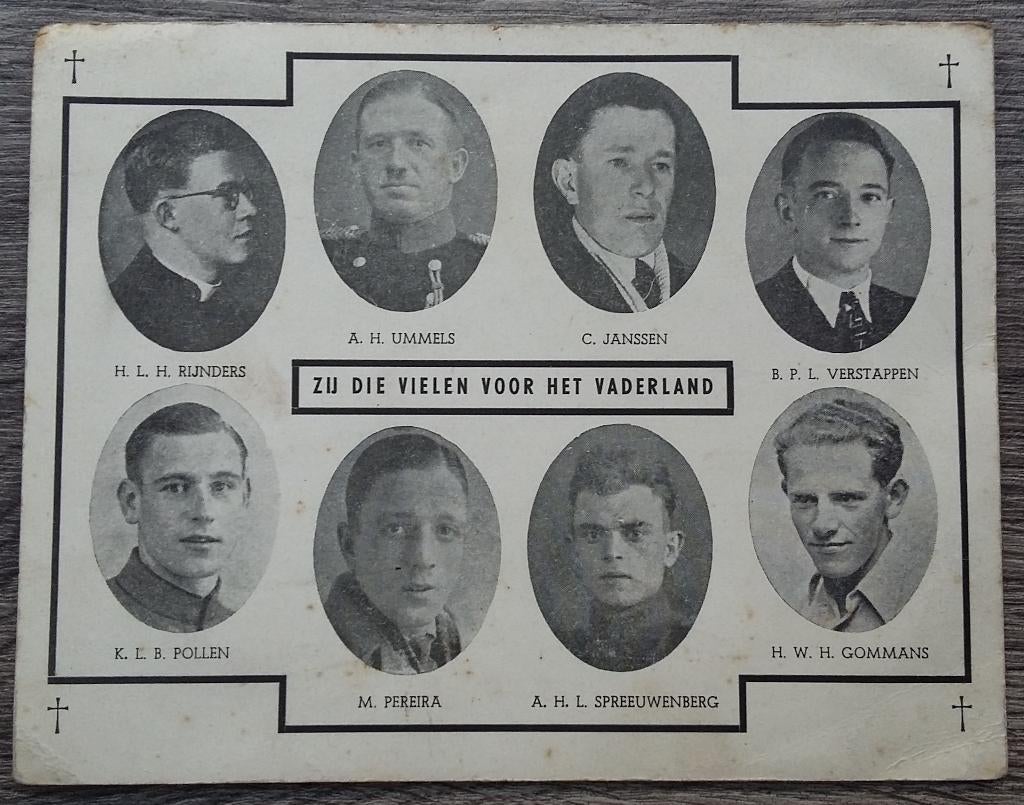 A. H. UMMELS
C. JANSSEN
H. L. H. RIJNDERS
B. P. L. VERSTAPPEN
ZIJ DIE VIELEN VOOR HET VADERLAND
K. L. B. POLLEN
H. W. H. GOMMANS
M. PEREIRA
A. H. L. SPREEUWENBERG